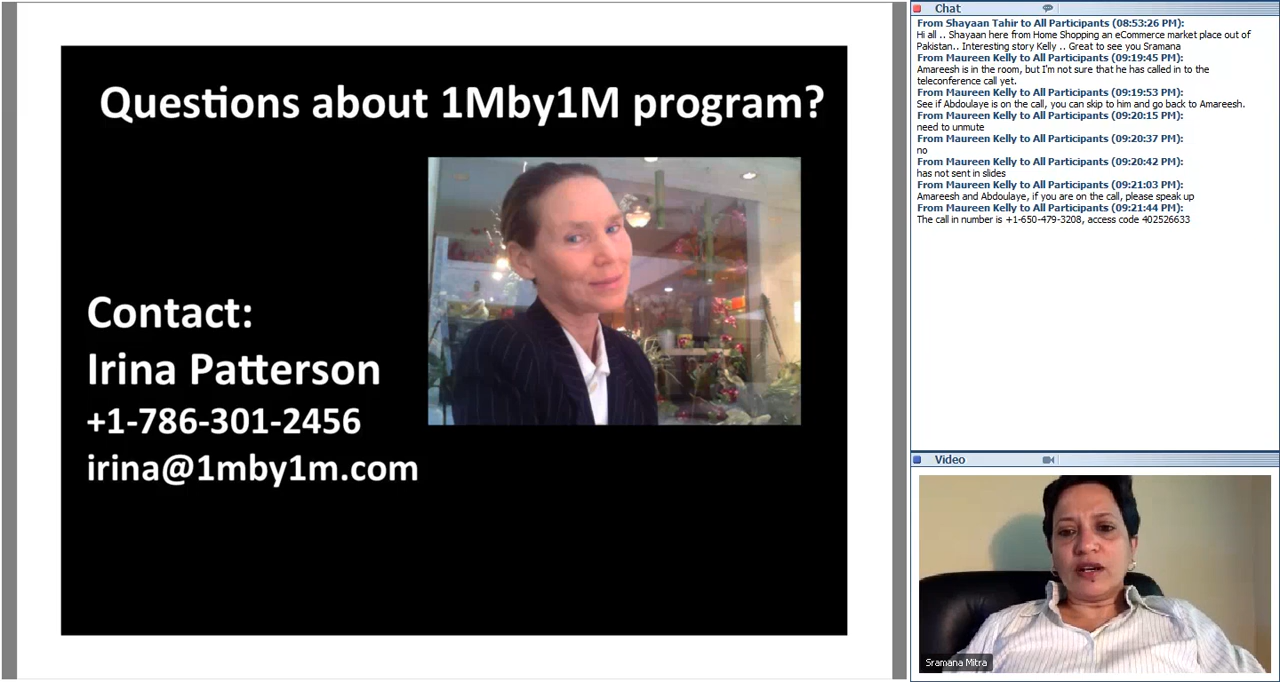 Questions about 1Mby1M program?
Contact:
Irina Patterson
+1-786-301-2456
irina@1mby1m.com
Chat
From Shayaan Tahir to All Participants (08:53:26 PM):
Hi all .. Shayaan here from Home Shopping an eCommerce market place out of
Pakistan.. Interesting story Kelly .. Great to see you Sramana
From Maureen Kelly to All Participants (09:19:45 PM):
Amareesh is in the room, but I'm not sure that he has called in to the
teleconference call yet.
From Maureen Kelly to All Participants (09:19:53 PM):
See if Abdoulaye is on the call, you can skip to him and go back to Amareesh.
From Maureen Kelly to All Participants (09:20:15 PM):
need to unmute
From Maureen Kelly to All Participants (09:20:37 PM):
no
From Maureen Kelly to All Participants (09:20:42 PM):
has not sent in slides
From Maureen Kelly to All Participants (09:21:03 PM):
Amareesh and Abdoulaye, if you are on the call, please speak up
From Maureen Kelly to All Participants (09:21:44 PM):
The call in number is +1-650-479-3208, access code 402526633
Video
Sramana Mitra